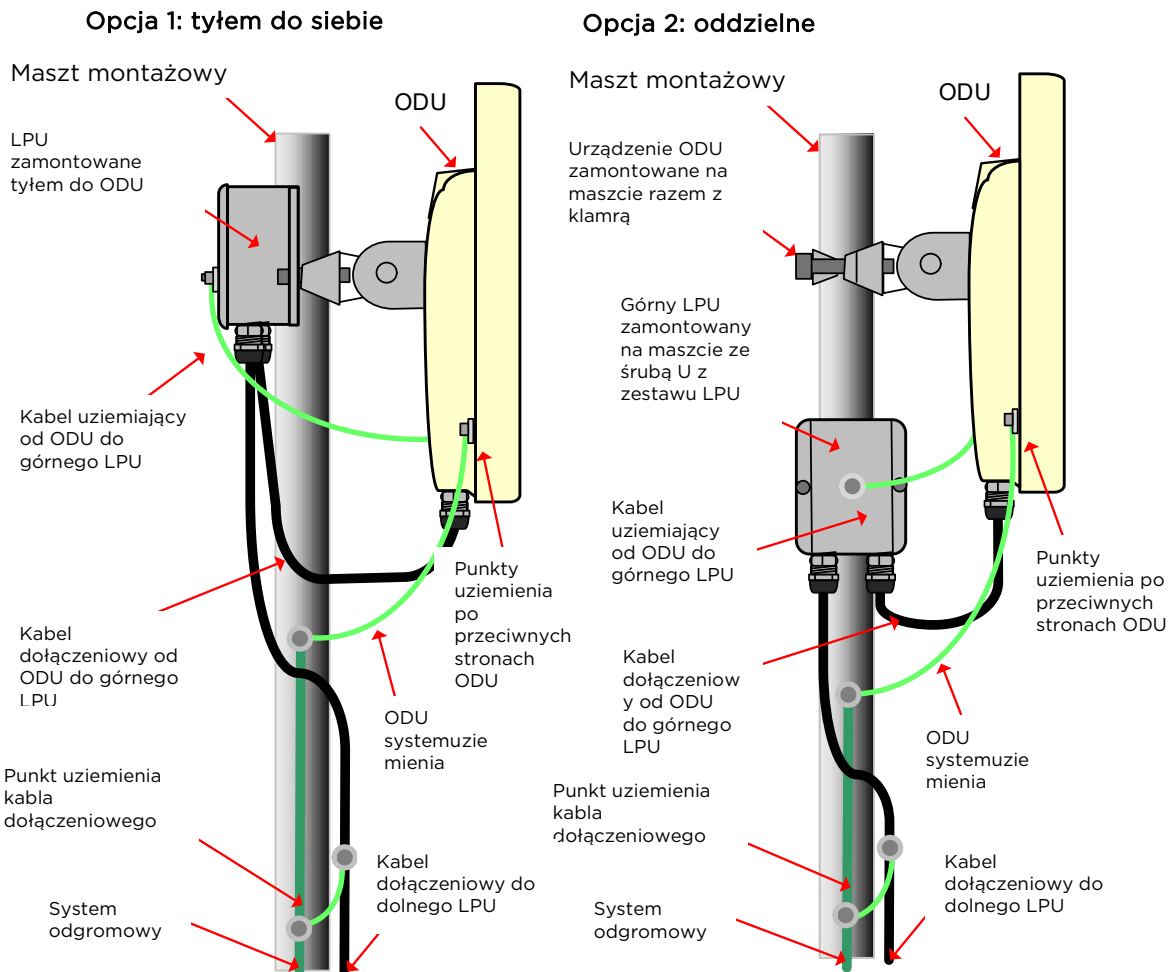 Opcja 1: tyłem do siebie
Maszt montażowy
ODU
LPU
zamontowane
tyłem do ODU
Kabel uziemiający
od ODU do
górnego LPU
Kabel
dołączeniowy od
ODU do górnego
LPU
Punkty
uziemienia
po
przeciwnych
stronach
ODU
ODU
systemuzie
mienia
Punkt uziemienia
kabla
dołączeniowego
System
odgromowy
Kabel
dołączeniowy do
dolnego LPU
Opcja 2: oddzielne
Maszt montażowy
ODU
Urządzenie ODU
zamontowane na
maszcie razem z
klamrą
Górny LPU
zamontowany
na maszcie ze
śrubą U z
zestawu LPU
Kabel
uziemiający
od ODU do
górnego LPU
Punkty
uziemienia po
przeciwnych
stronach ODU
Kabel
dołączeniow
y od ODU
do górnego
LPU
ODU
systemuzie
mienia
Punkt uziemienia
kabla
dołączeniowego
System
odgromowy
Kabel
dołączeniowy do
dolnego LPU